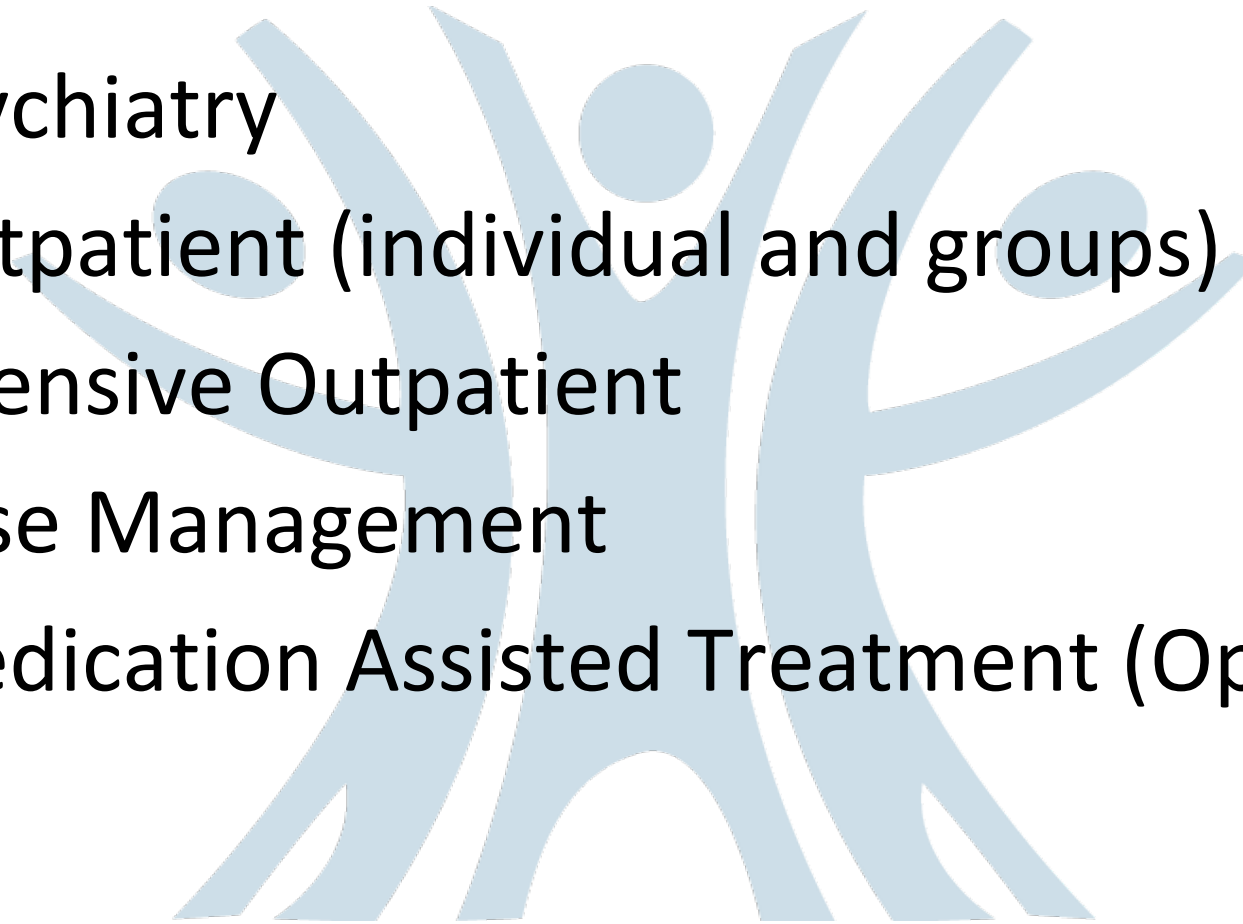 ychiatry
tpatient (individual and groups)
ensive Outpatient
se Management
edication Assisted Treatment (Op